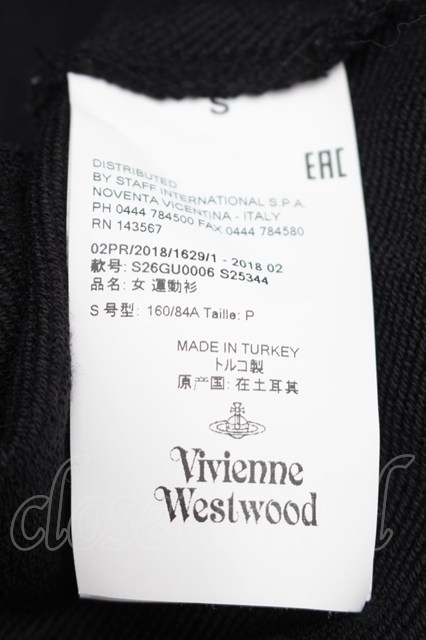 S
EAC
DISTRIBUTED
BY STAFF INTERNATIONAL S.P.A.
NOVENTA VICENTINA - ITALY
PH 0444 784500 FAX 0444 784580
RN 143567
02PR/2018/1629/1 - 2018 02
款号: S26GU0006 S25344
品名: 女 運動衫
S 号型: 160/84A Taille: P
MADE IN TURKEY
トルコ製
原产国: 在土耳其
Vivienne
Westwood